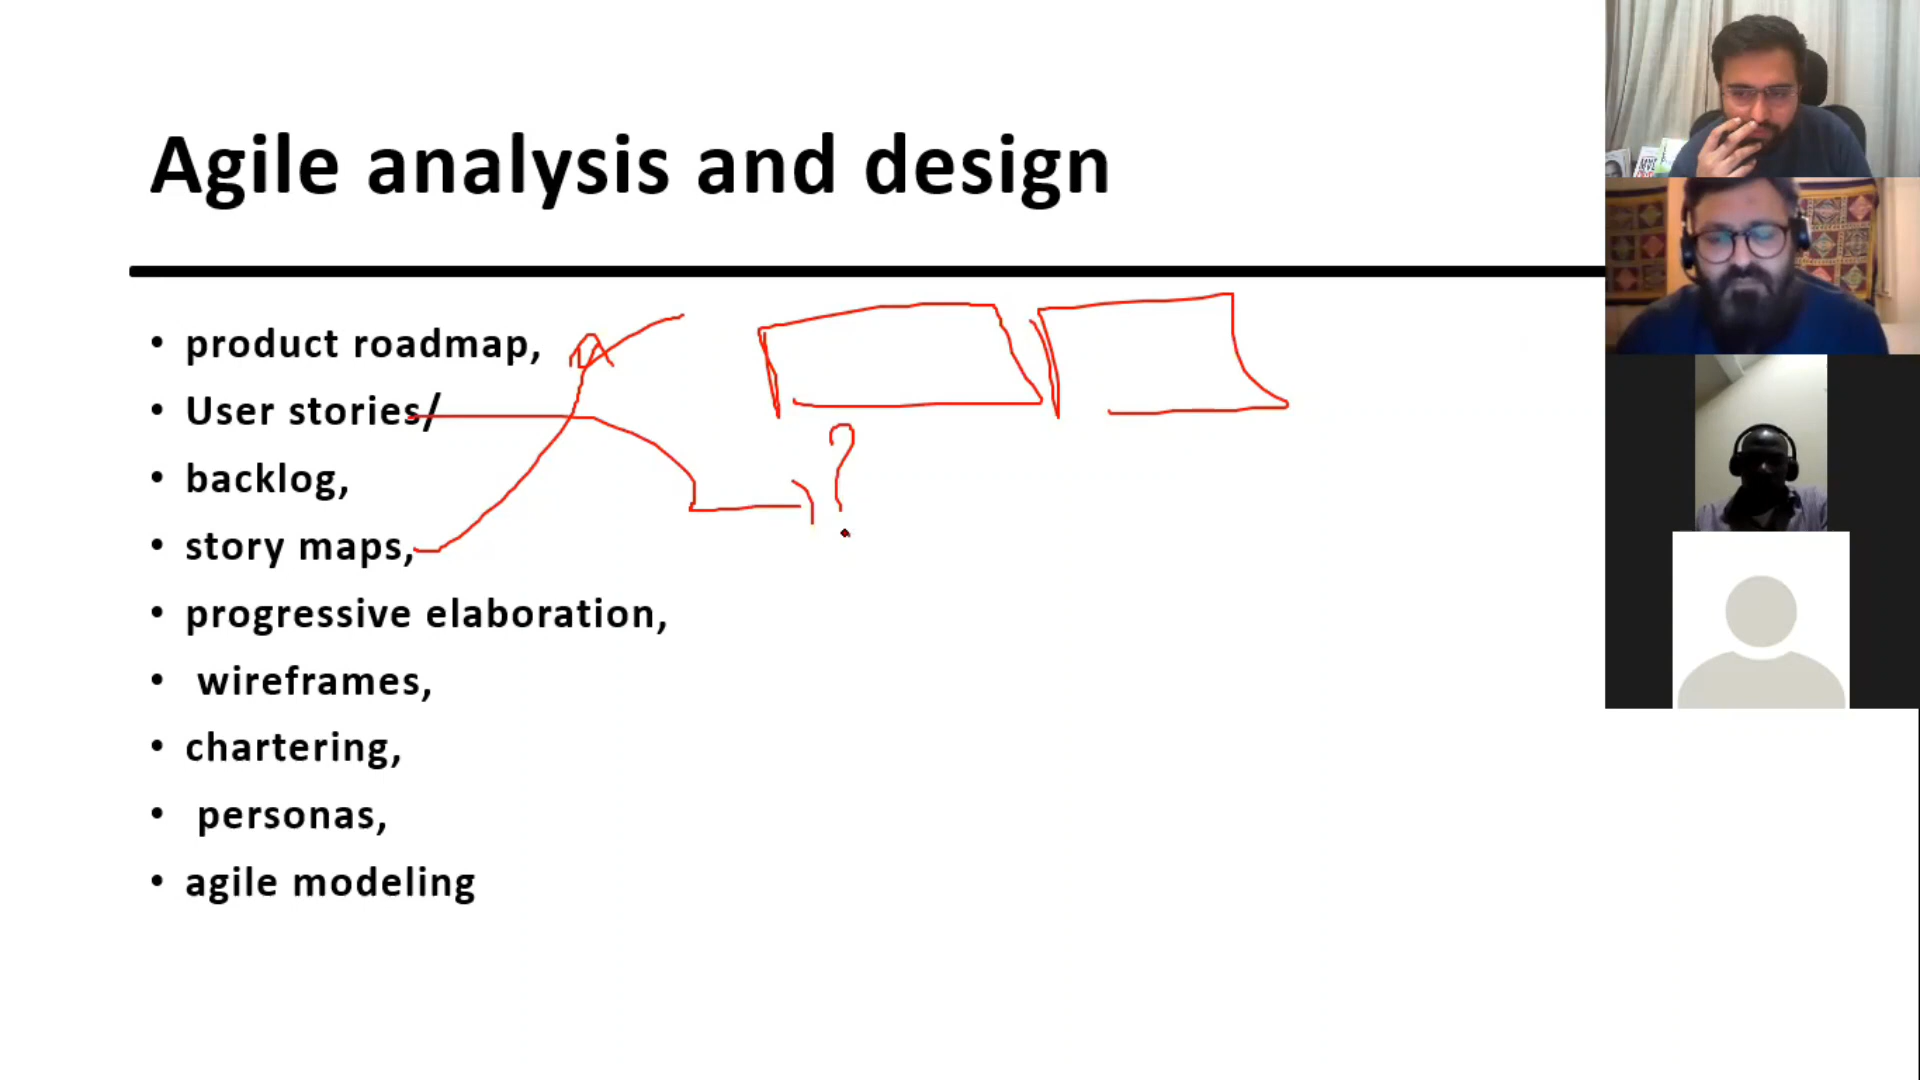 Agile analysis and design
• product roadmap,
• User stories/
• backlog,
• story maps,
• progressive elaboration,
• wireframes,
• chartering,
• personas,
• agile modeling
?